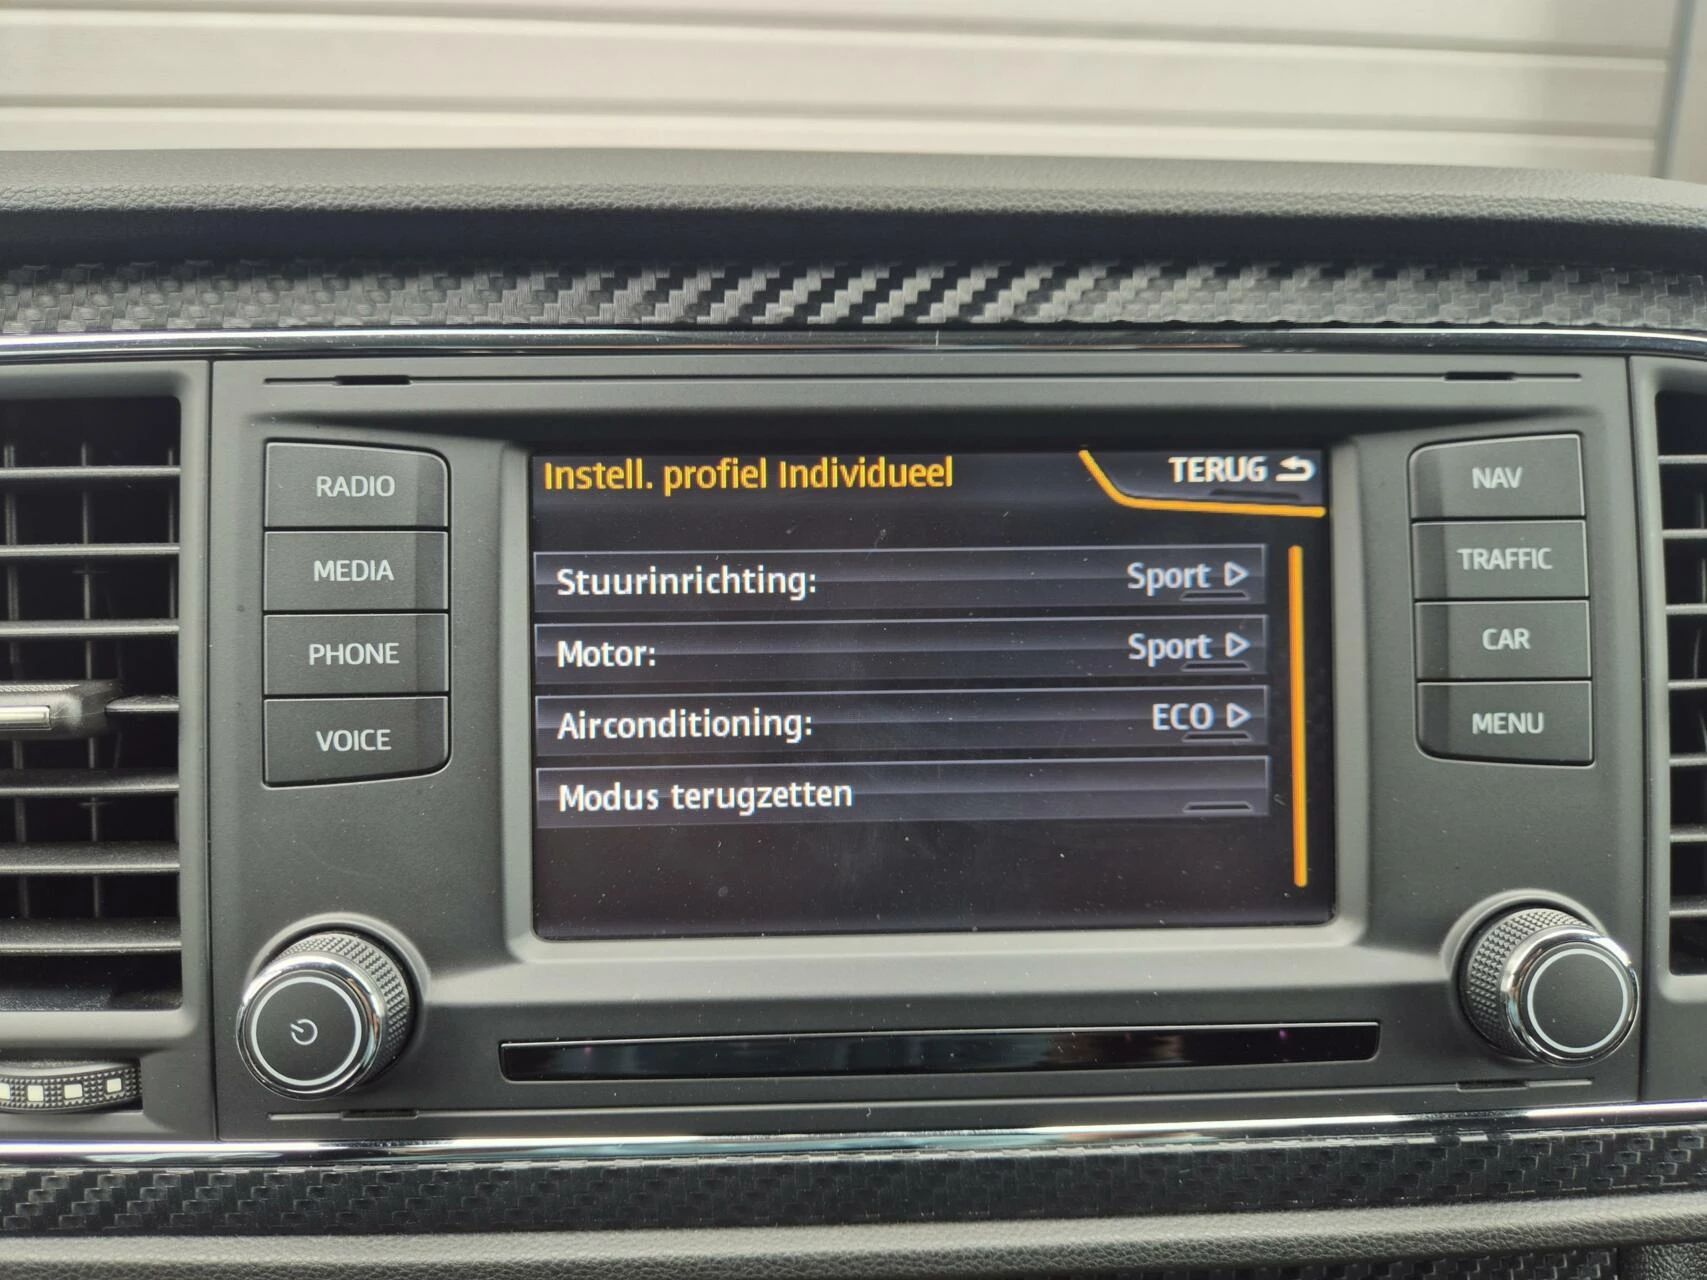 RADIO
MEDIA
PHONE
VOICE
Instell. profiel Individueel
TERUG
Stuurinrichting: Sport
Motor: Sport
Airconditioning: ECO
Modus terugzetten
NAV
TRAFFIC
CAR
MENU